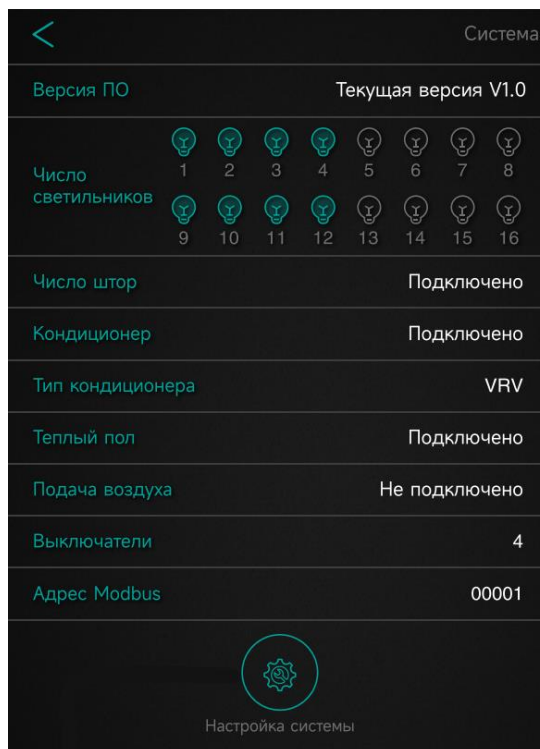 Система
Версия ПО Текущая версия V1.0
1 2 3 4 5 6 7 8
Число
светильников
9 10 11 12 13 14 15 16
Число штор Подключено
Кондиционер Подключено
Тип кондиционера VRV
Теплый пол Подключено
Подача воздуха Не подключено
Выключатели 4
Адрес Modbus 00001
Настройка системы